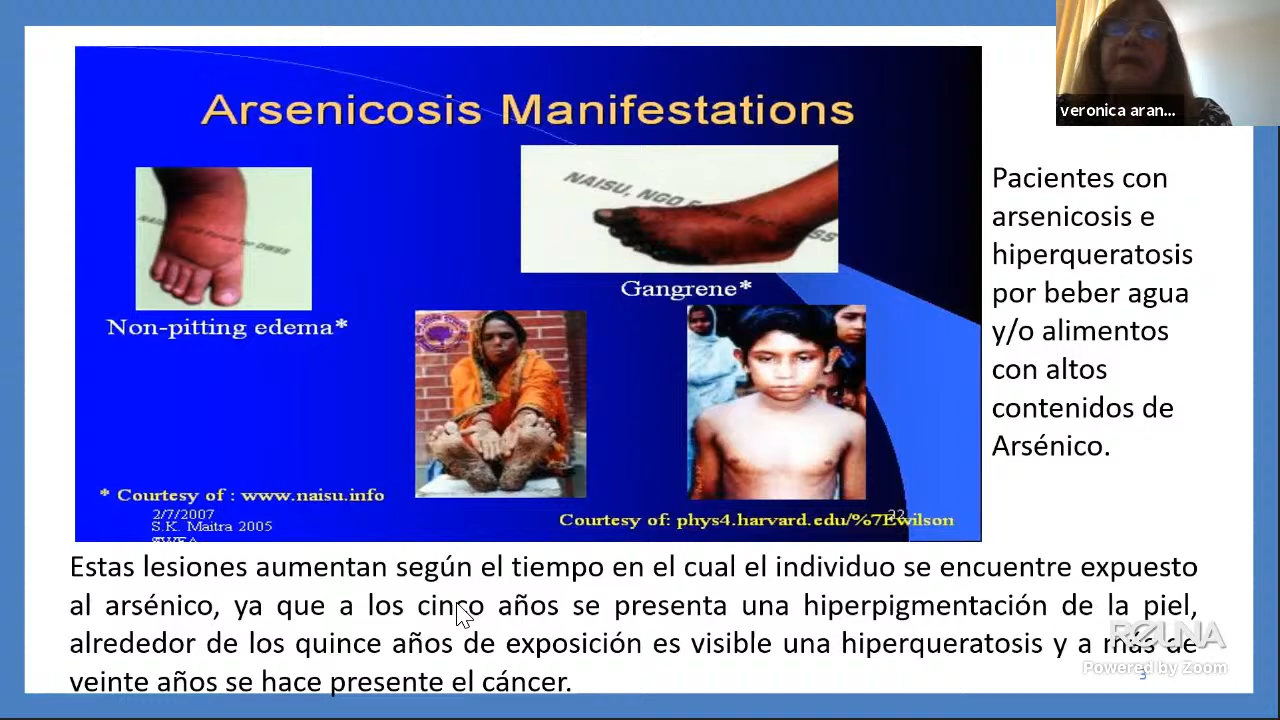 Arsenicosis Manifestations
veronica aran...
NAISU, NGO
Non-pitting edema*
Gangrene*
* Courtesy of : www.naisu.info
2/7/2007
S.K. Maitra 2005
22
Courtesy of: phys4.harvard.edu/%7Ewilson
Pacientes con
arsenicosis e
hiperqueratosis
por beber agua
y/o alimentos
con altos
contenidos de
Arsénico.
Estas lesiones aumentan según el tiempo en el cual el individuo se encuentre expuesto
al arsénico, ya que a los cinco años se presenta una hiperpigmentación de la piel,
alrededor de los quince años de exposición es visible una hiperqueratosis y a más de
veinte años se hace presente el cáncer.
REUNA
Powered by Zoom
3